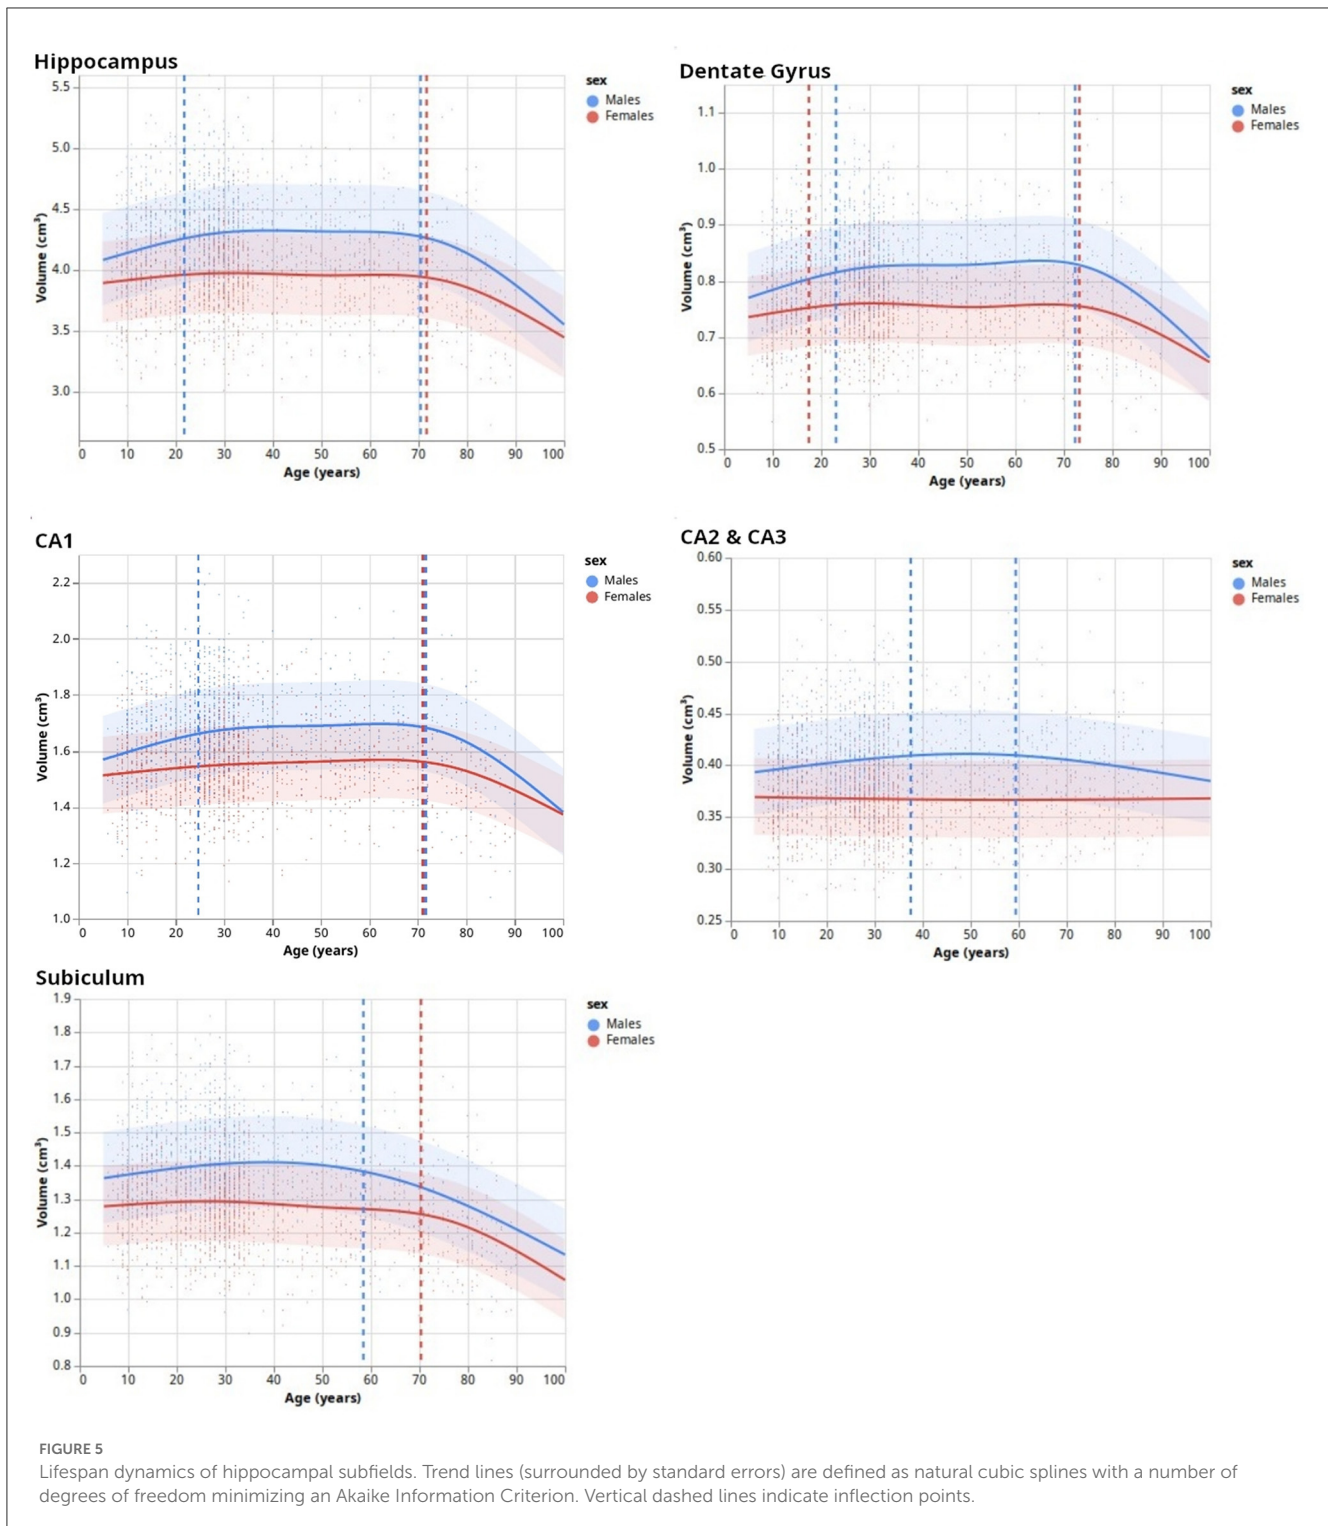 Hippocampus
5.5
5.0
4.5
4.0
3.5
3.0
Volume (cm³)
0 10 20 30 40 50 60 70 80 90 100
Age (years)
sex
Males
Females
Dentate Gyrus
1.1
1.0
0.9
0.8
0.7
0.6
0.5
Volume (cm³)
0 10 20 30 40 50 60 70 80 90 100
Age (years)
sex
Males
Females
CA1
2.2
2.0
1.8
1.6
1.4
1.2
1.0
Volume (cm³)
0 10 20 30 40 50 60 70 80 90 100
Age (years)
sex
Males
Females
CA2 & CA3
0.60
0.55
0.50
0.45
0.40
0.35
0.30
0.25
Volume (cm³)
0 10 20 30 40 50 60 70 80 90 100
Age (years)
sex
Males
Females
Subiculum
1.9
1.8
1.7
1.6
1.5
1.4
1.3
1.2
1.1
1.0
0.9
0.8
Volume (cm³)
0 10 20 30 40 50 60 70 80 90 100
Age (years)
sex
Males
Females
FIGURE 5
Lifespan dynamics of hippocampal subfields. Trend lines (surrounded by standard errors) are defined as natural cubic splines with a number of
degrees of freedom minimizing an Akaike Information Criterion. Vertical dashed lines indicate inflection points.